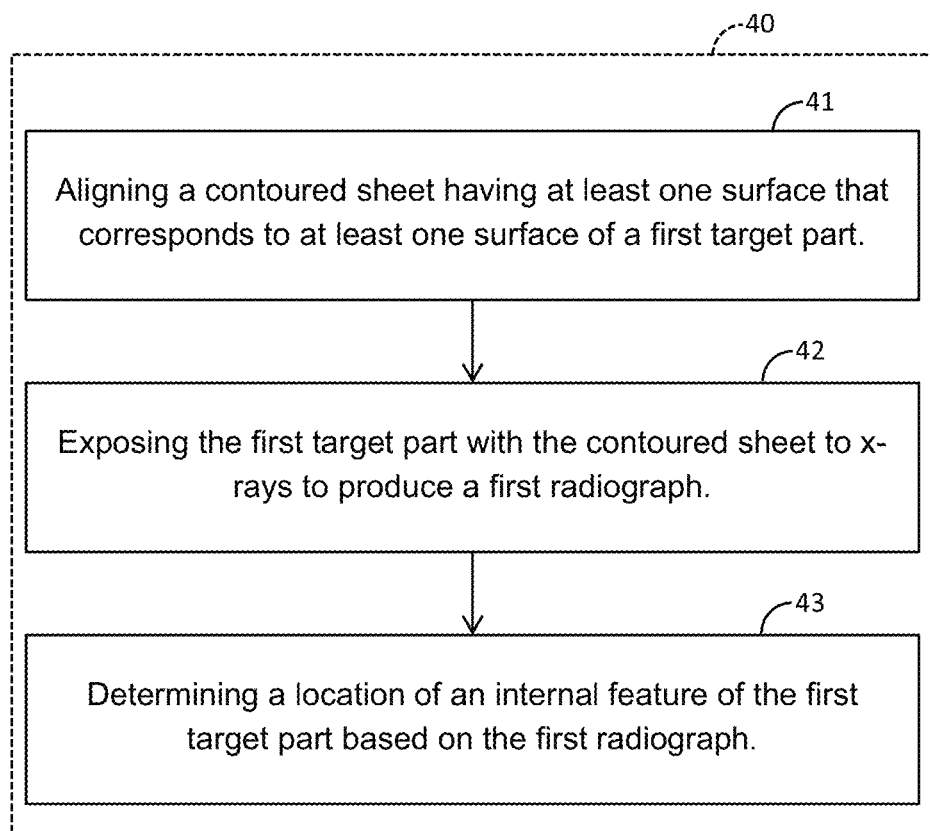 40
41
Aligning a contoured sheet having at least one surface that
corresponds to at least one surface of a first target part.
42
Exposing the first target part with the contoured sheet to x-
rays to produce a first radiograph.
43
Determining a location of an internal feature of the first
target part based on the first radiograph.